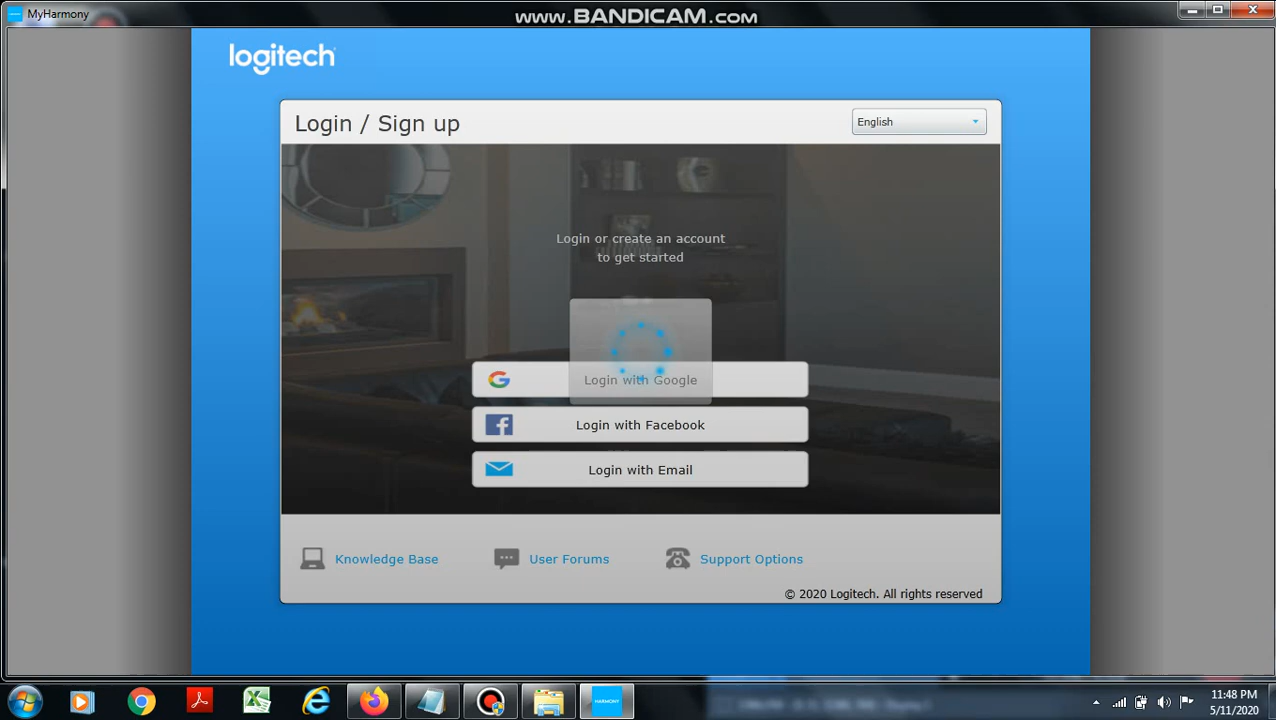 MyHarmony
www.BANDICAM.com
logitech
Login / Sign up
English
Login or create an account
to get started
Login with Google
Login with Facebook
Login with Email
Knowledge Base
User Forums
Support Options
© 2020 Logitech. All rights reserved
HARMONY
11:48 PM
5/11/2020